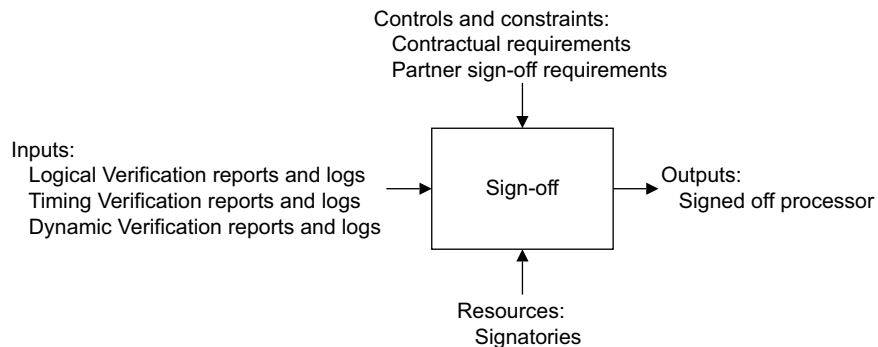 Controls and constraints:
Contractual requirements
Partner sign-off requirements
Inputs:
Logical Verification reports and logs
Timing Verification reports and logs
Dynamic Verification reports and logs
Sign-off
Outputs:
Signed off processor
Resources:
Signatories